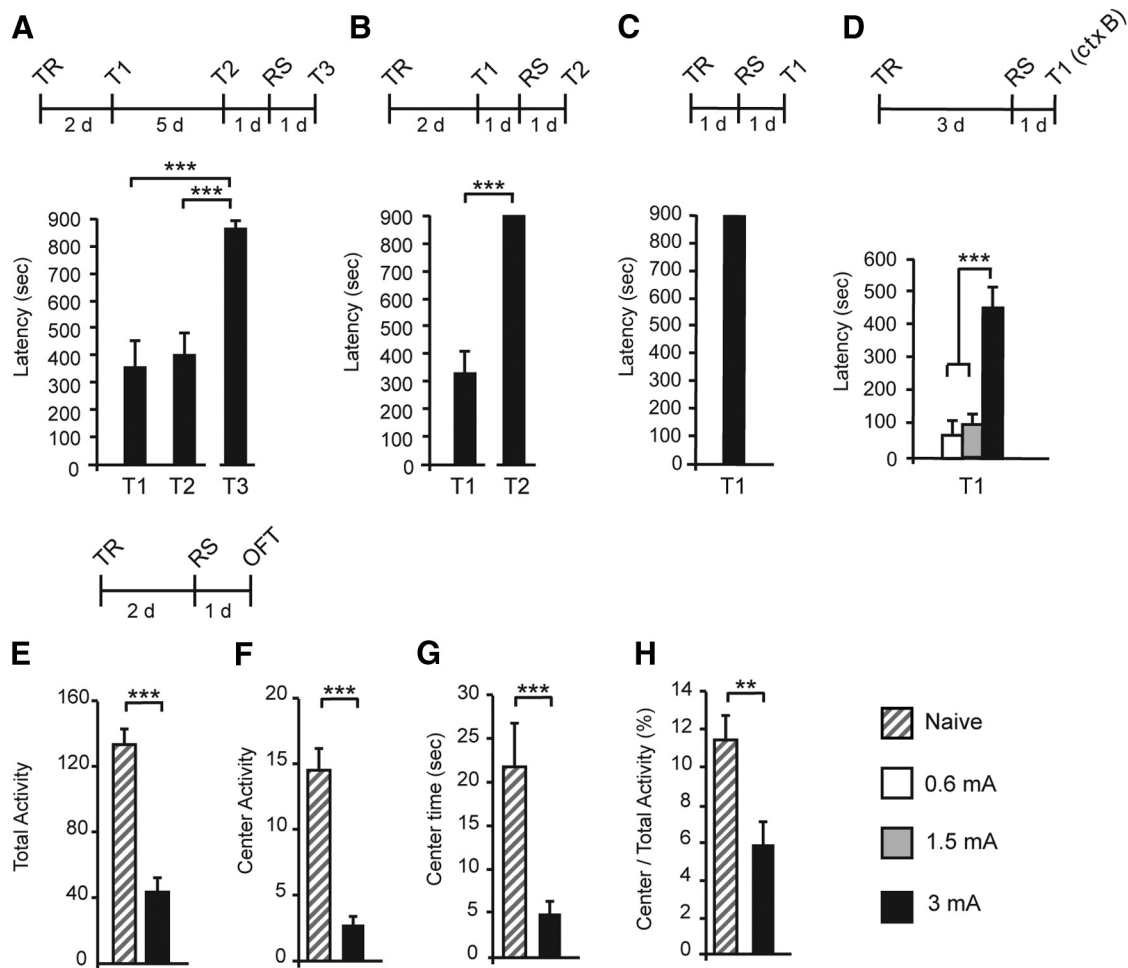 A
TR T1 T2 RS T3
2 d 5 d 1 d 1 d
***
***
Latency (sec)
900
800
700
600
500
400
300
200
100
0
T1 T2 T3
B
TR T1 RS T2
2 d 1 d 1 d
***
Latency (sec)
900
800
700
600
500
400
300
200
100
0
T1 T2
C
TR RS T1
1 d 1 d
Latency (sec)
900
800
700
600
500
400
300
200
100
0
T1
D
TR RS T1 (ctx B)
3 d 1 d
***
Latency (sec)
600
500
400
300
200
100
0
T1
TR RS OFT
2 d 1 d
E
***
Total Activity
160
120
80
40
0
F
***
Center Activity
20
15
10
5
0
G
***
Center time (sec)
30
25
20
15
10
5
0
H
**
Center / Total Activity (%)
14
12
10
8
6
4
2
0
Naive
0.6 mA
1.5 mA
3 mA